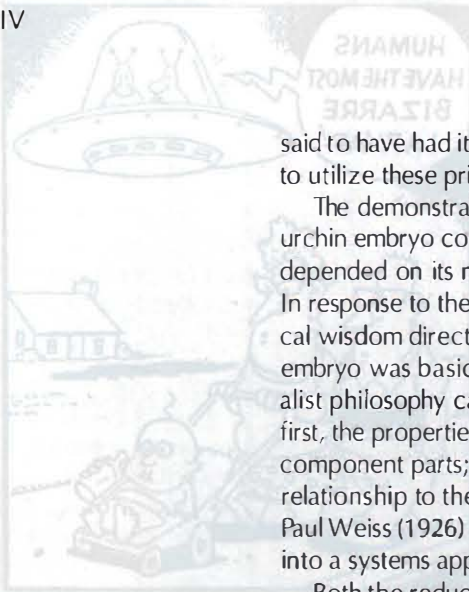 IV
HUMANS
HAVE THE MOST
BIZARRE
said to have had it
to utilize these pri
The demonstra
urchin embryo co
depended on its
In response to the
cal wisdom direct
embryo was basic
alist philosophy ca
first, the properties
component parts;
relationship to the
Paul Weiss (1926)
into a systems app
Both the reduc